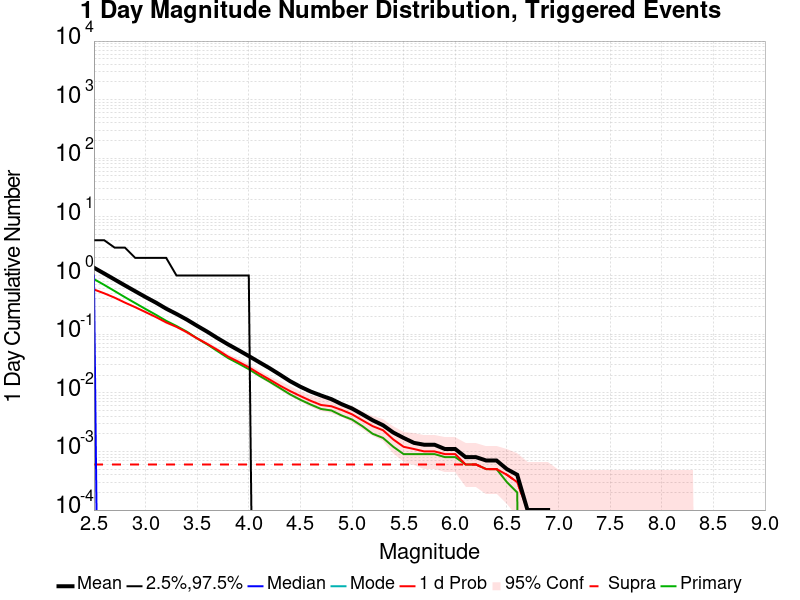 1 Day Magnitude Number Distribution, Triggered Events
1 Day Cumulative Number
10^4
10^3
10^2
10^1
10^0
10^-1
10^-2
10^-3
10^-4
2.5 3.0 3.5 4.0 4.5 5.0 5.5 6.0 6.5 7.0 7.5 8.0 8.5 9.0
Magnitude
Mean 2.5%,97.5% Median Mode 1 d Prob 95% Conf Supra Primary